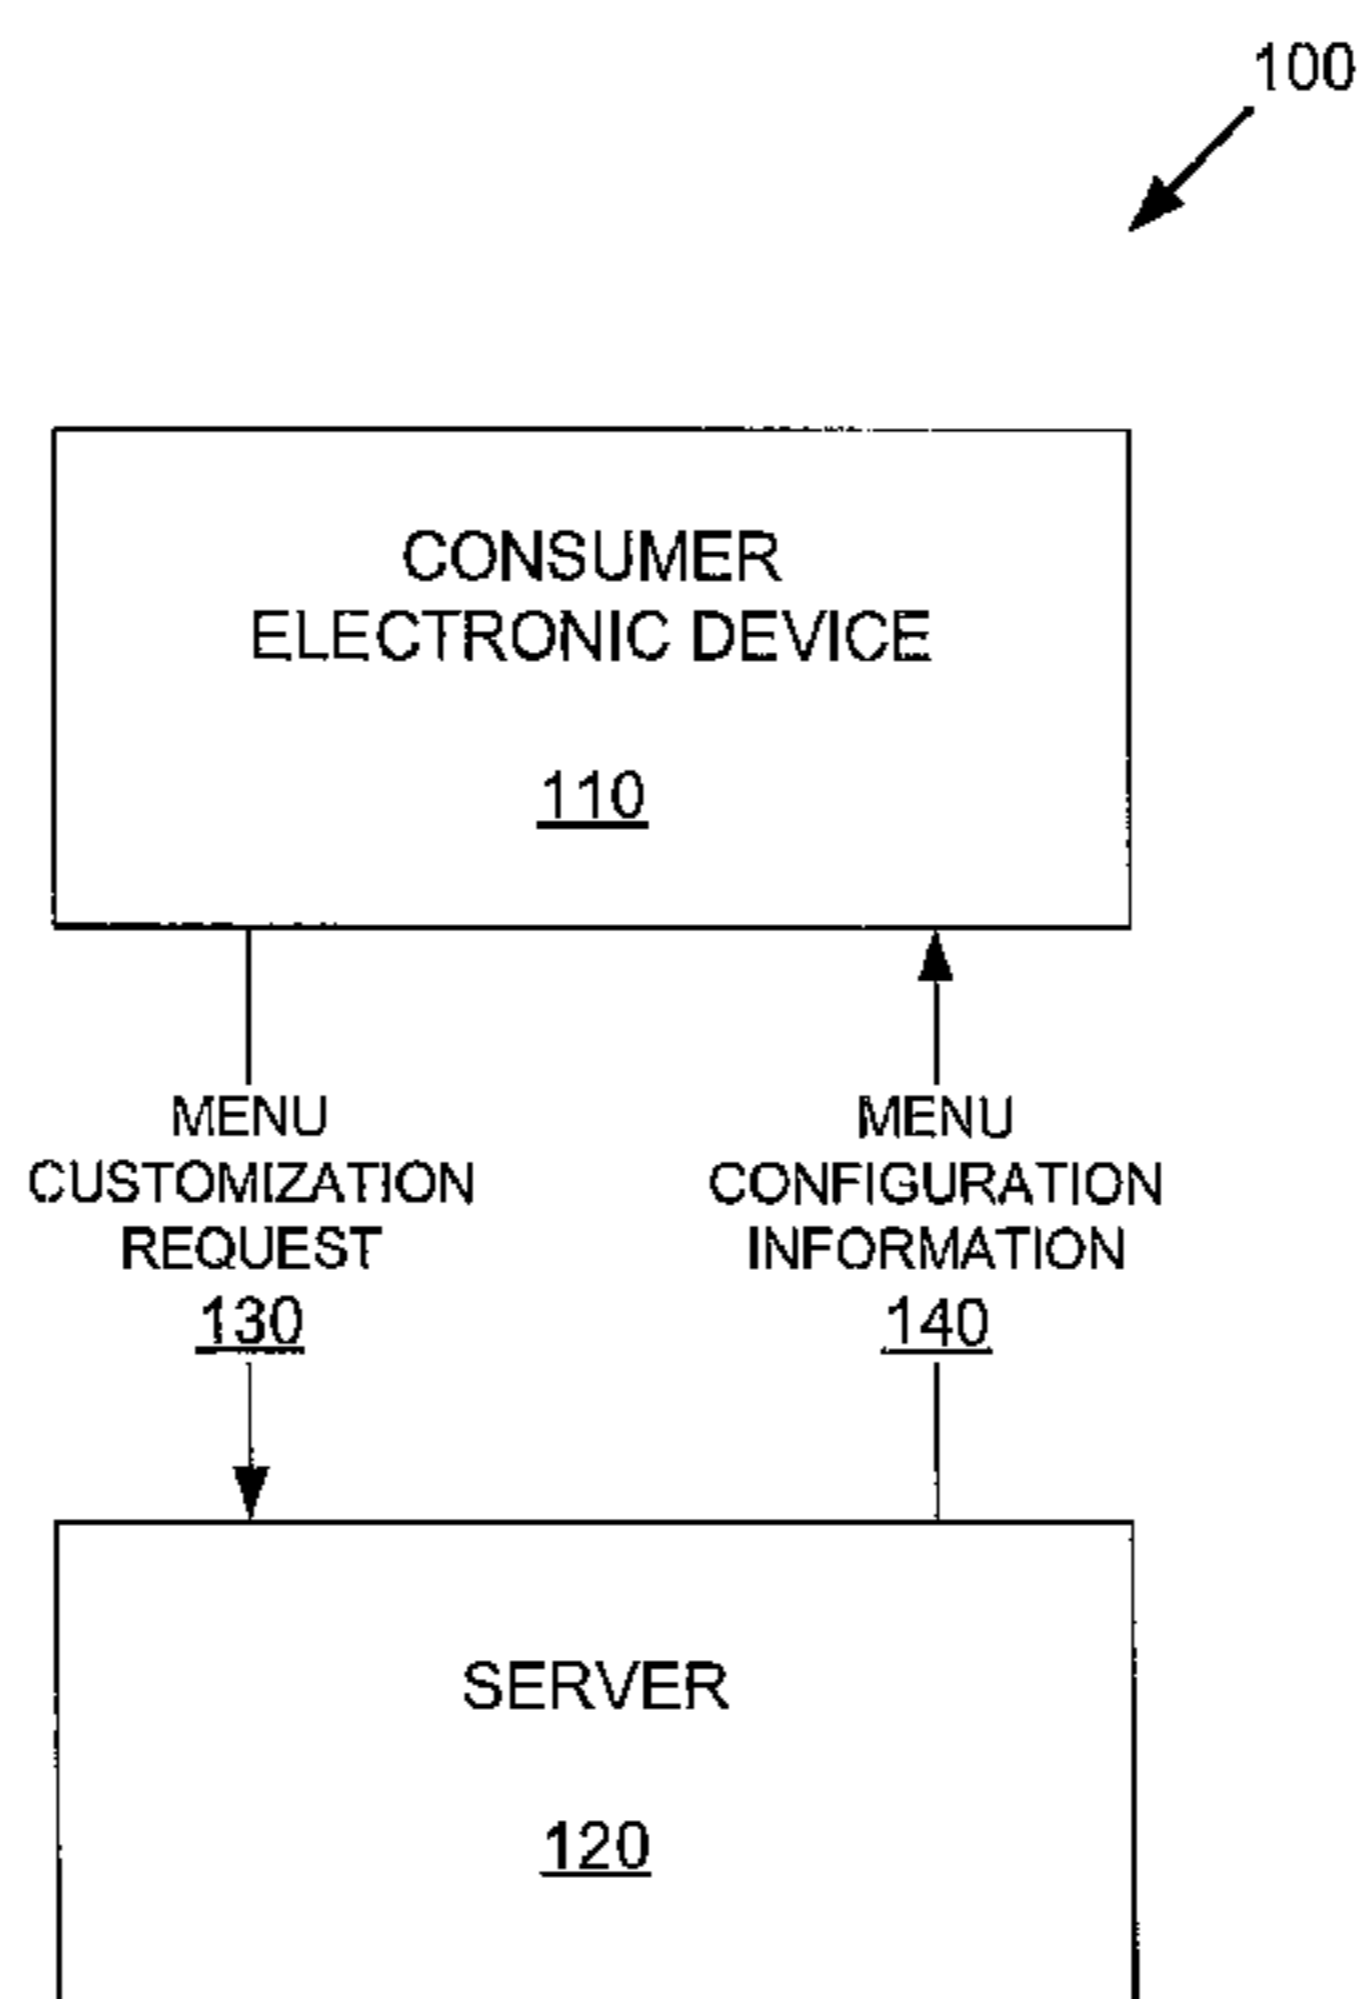 100
CONSUMER
ELECTRONIC DEVICE
110
MENU
CUSTOMIZATION
REQUEST
130
MENU
CONFIGURATION
INFORMATION
140
SERVER
120